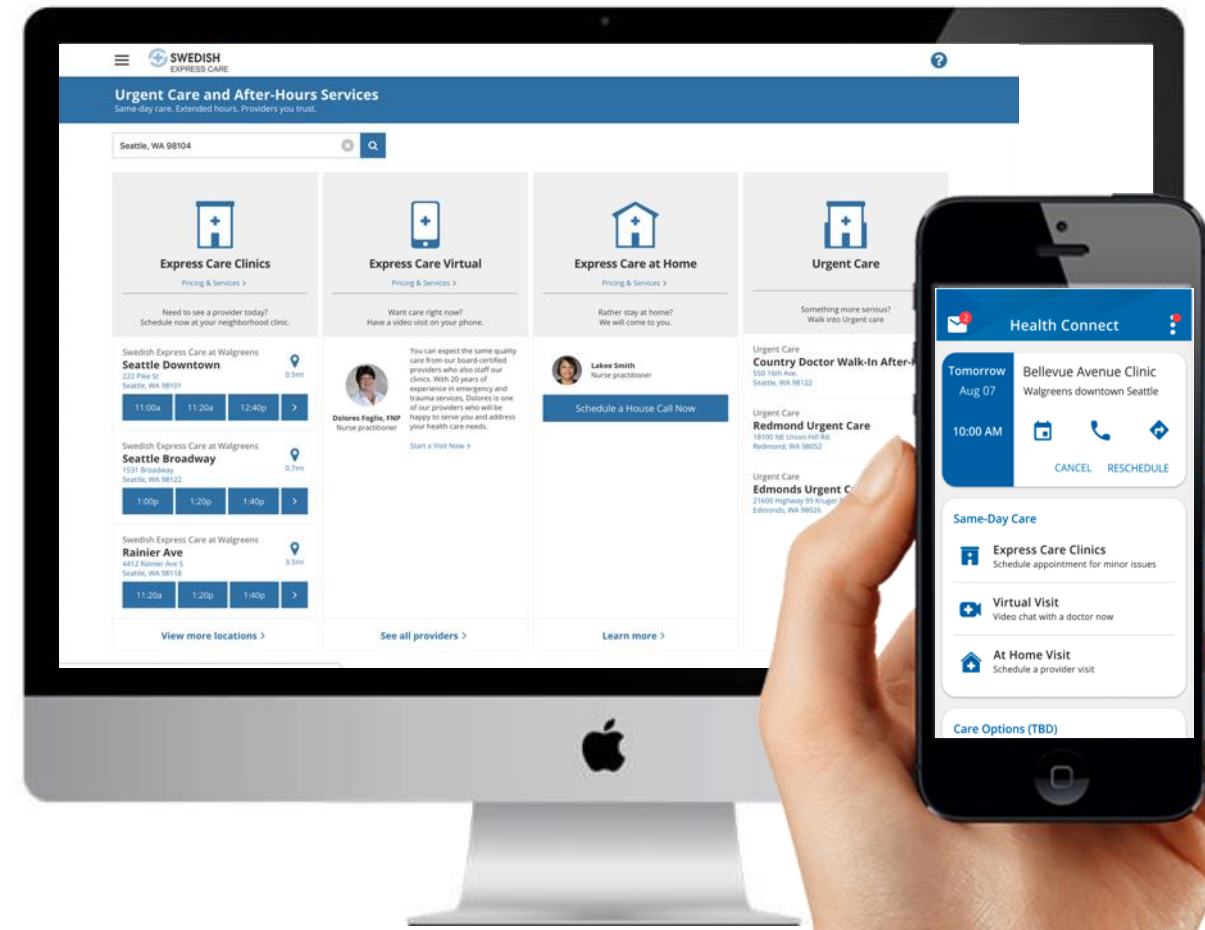 SWEDISH
EXPRESS CARE
Urgent Care and After-Hours Services
Same-day care. Extended hours. Providers you trust.
Seattle, WA 98104
Express Care Clinics
Pricing & Services >
Need to see a provider today?
Schedule now at your neighborhood clinic.
Swedish Express Care at Walgreens
Seattle Downtown
222 Pike St
Seattle, WA 98101
0.5mi
11:00a 11:20a 12:40p >
Swedish Express Care at Walgreens
Seattle Broadway
1531 Broadway
Seattle, WA 98122
0.7mi
1:00p 1:20p 1:40p >
Swedish Express Care at Walgreens
Rainier Ave
4412 Rainier Ave S
Seattle, WA 98118
3.5mi
11:20a 1:20p 1:40p >
View more locations >
Express Care Virtual
Pricing & Services >
Want care right now?
Have a video visit on your phone.
Dolores Foglio, FNP
Nurse practitioner
You can expect the same quality
care from our board-certified
providers who also staff our
clinics. With 20 years of
experience in emergency and
trauma services, Dolores is one
of our providers who will be
happy to serve you and address
your health care needs.
Start a Visit Now >
See all providers >
Express Care at Home
Pricing & Services >
Rather stay at home?
We will come to you.
Lakee Smith
Nurse practitioner
Schedule a House Call Now
Learn more >
Urgent Care
Something more serious?
Walk into Urgent care
Urgent Care
Country Doctor Walk-In After-
550 16th Ave.
Seattle, WA 98122
Urgent Care
Redmond Urgent Care
18100 NE Union Hill Rd.
Redmond, WA 98052
Urgent Care
Edmonds Urgent
21600 Highway 99 Kruger
Edmonds, WA 98026
2
Health Connect
Tomorrow
Aug 07
10:00 AM
Bellevue Avenue Clinic
Walgreens downtown Seattle
CANCEL RESCHEDULE
Same-Day Care
Express Care Clinics
Schedule appointment for minor issues
Virtual Visit
Video chat with a doctor now
At Home Visit
Schedule a provider visit
Care Options (TBD)